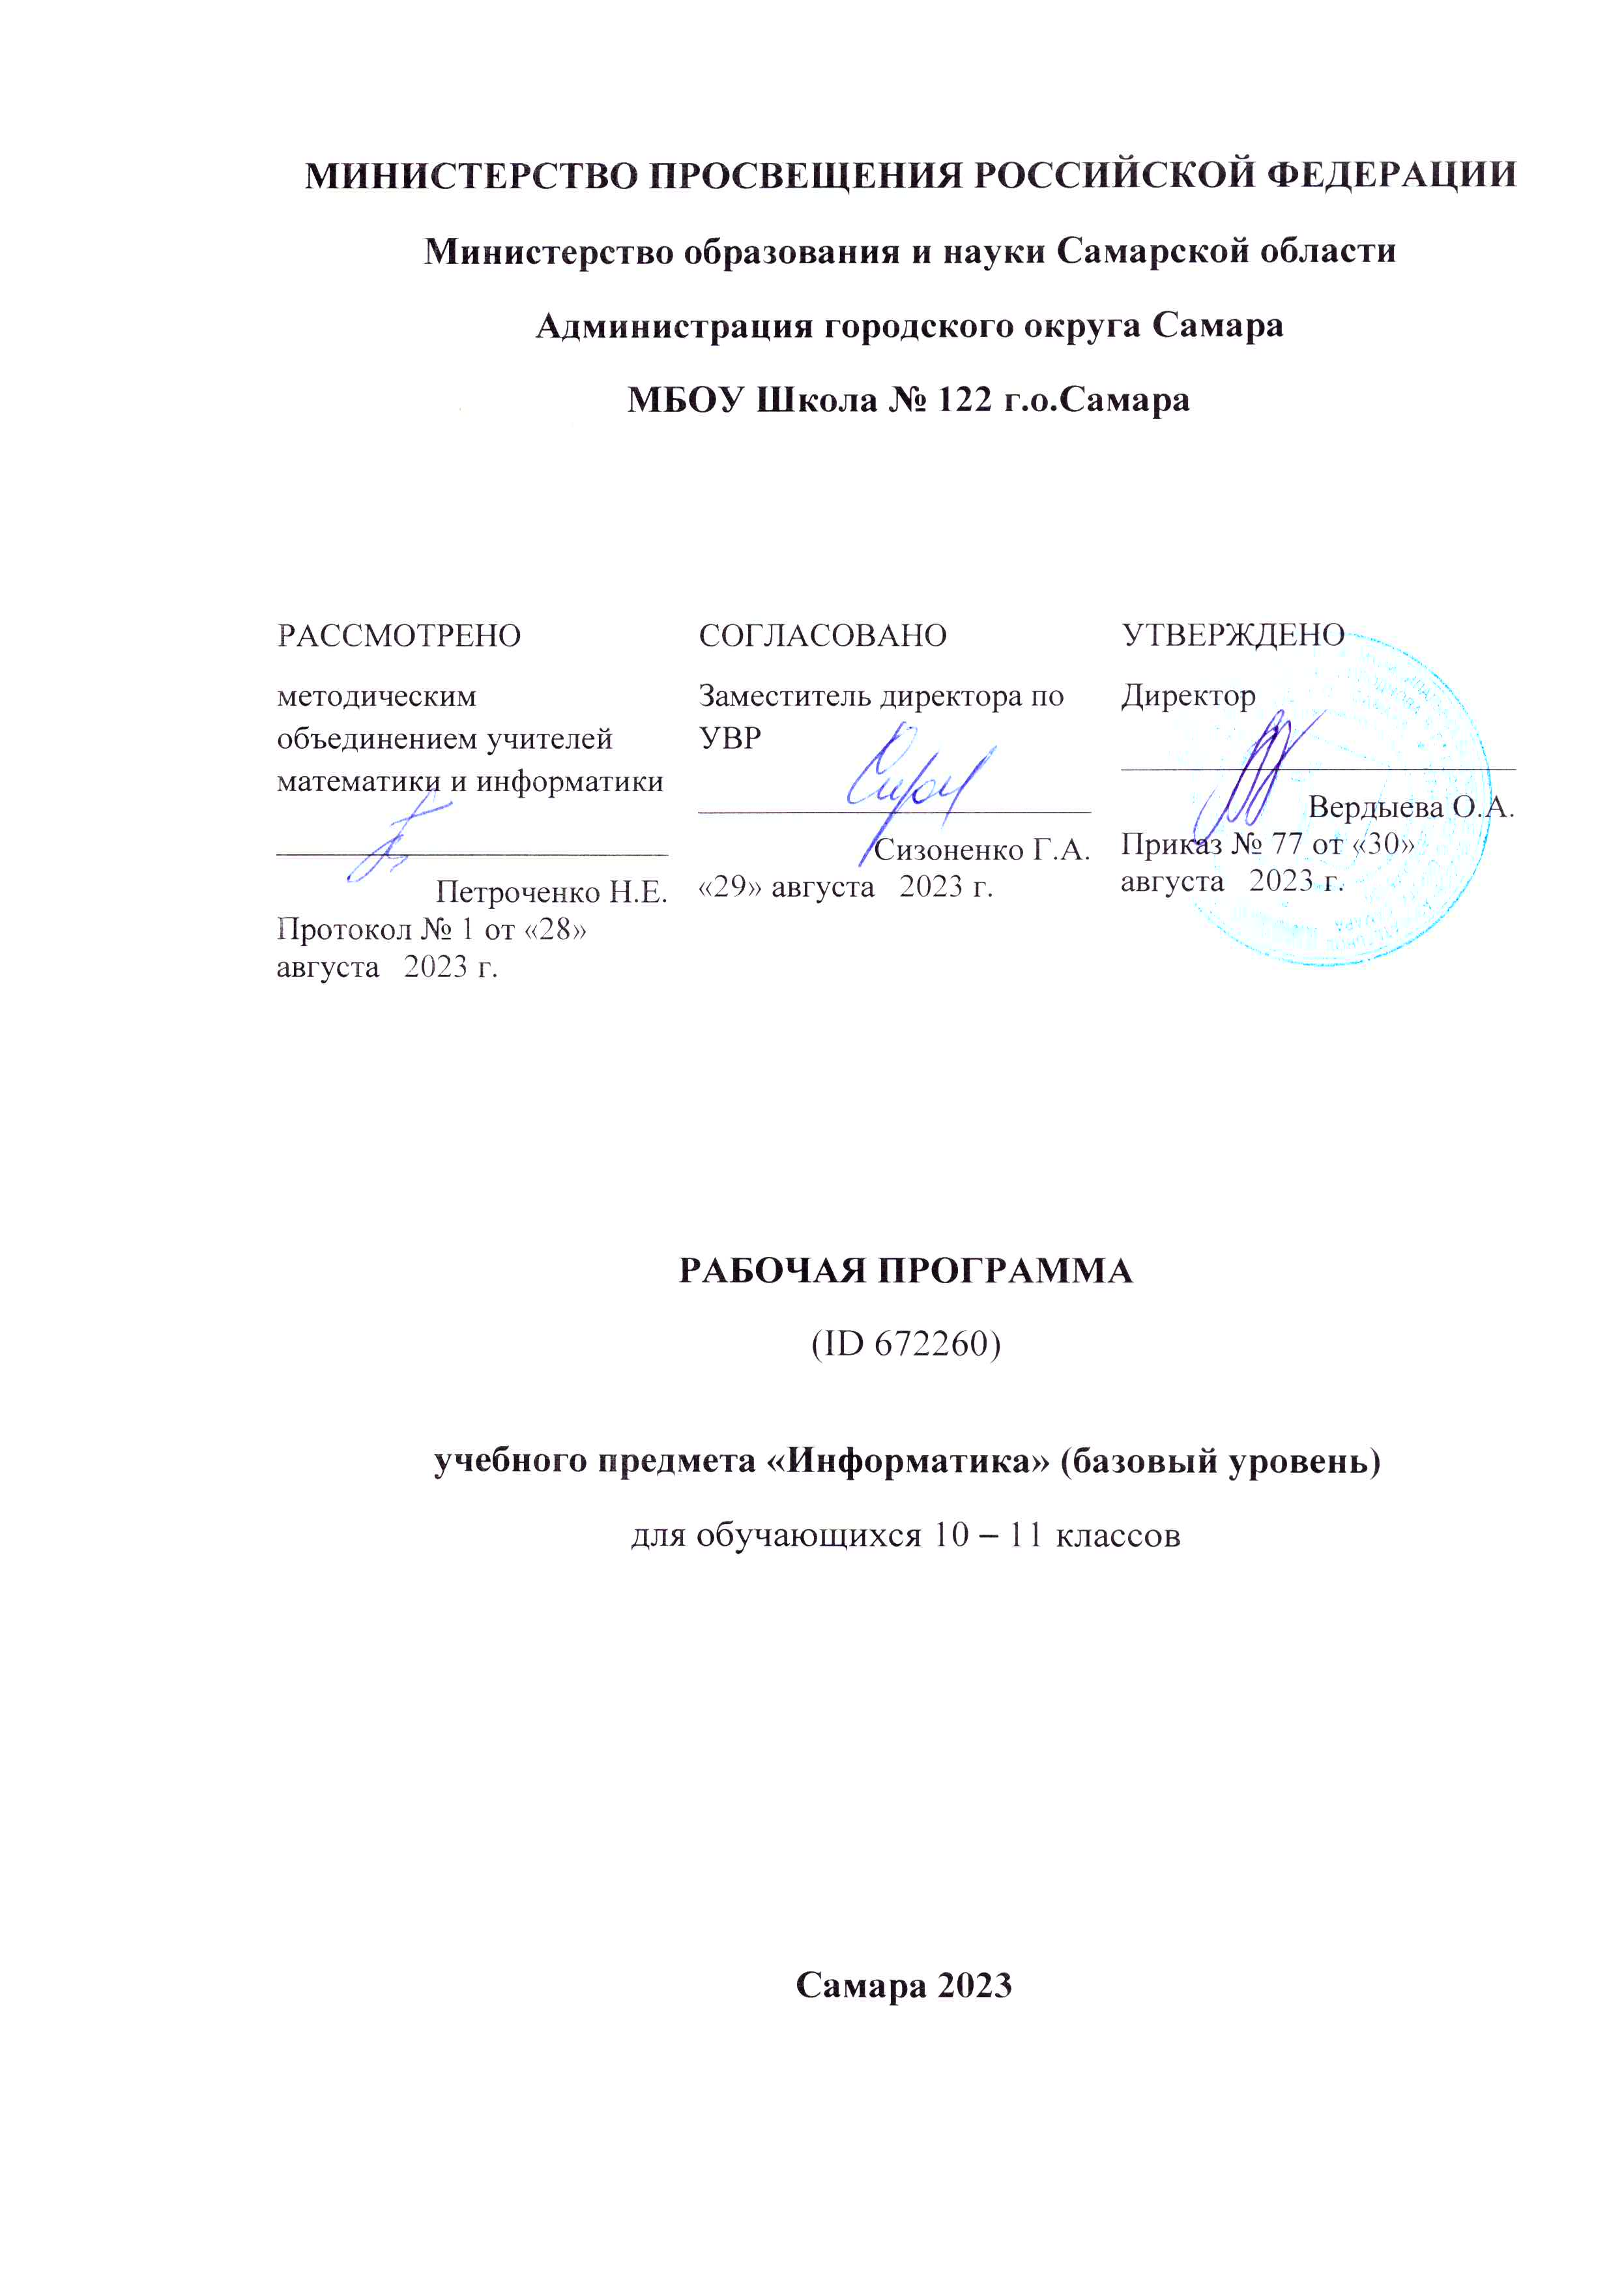 МИНИСТЕРСТВО ПРОСВЕЩЕНИЯ РОССИЙСКОЙ ФЕДЕРАЦИИ
Министерство образования и науки Самарской области
Администрация городского округа Самара
МБОУ Школа № 122 г.о.Самара
РАССМОТРЕНО
методическим
объединением учителей
математики и информатики
Петроченко Н.Е.
Протокол № 1 от «28»
августа 2023 г.
СОГЛАСОВАНО
Заместитель директора по
УВР
Сизоненко Г.А.
«29» августа 2023 г.
УТВЕРЖДЕНО
Директор
Вердыева О.А.
Приказ № 77 от «30»
августа 2023 г.
РАБОЧАЯ ПРОГРАММА
(ID 672260)
учебного предмета «Информатика» (базовый уровень)
для обучающихся 10 – 11 классов
Самара 2023